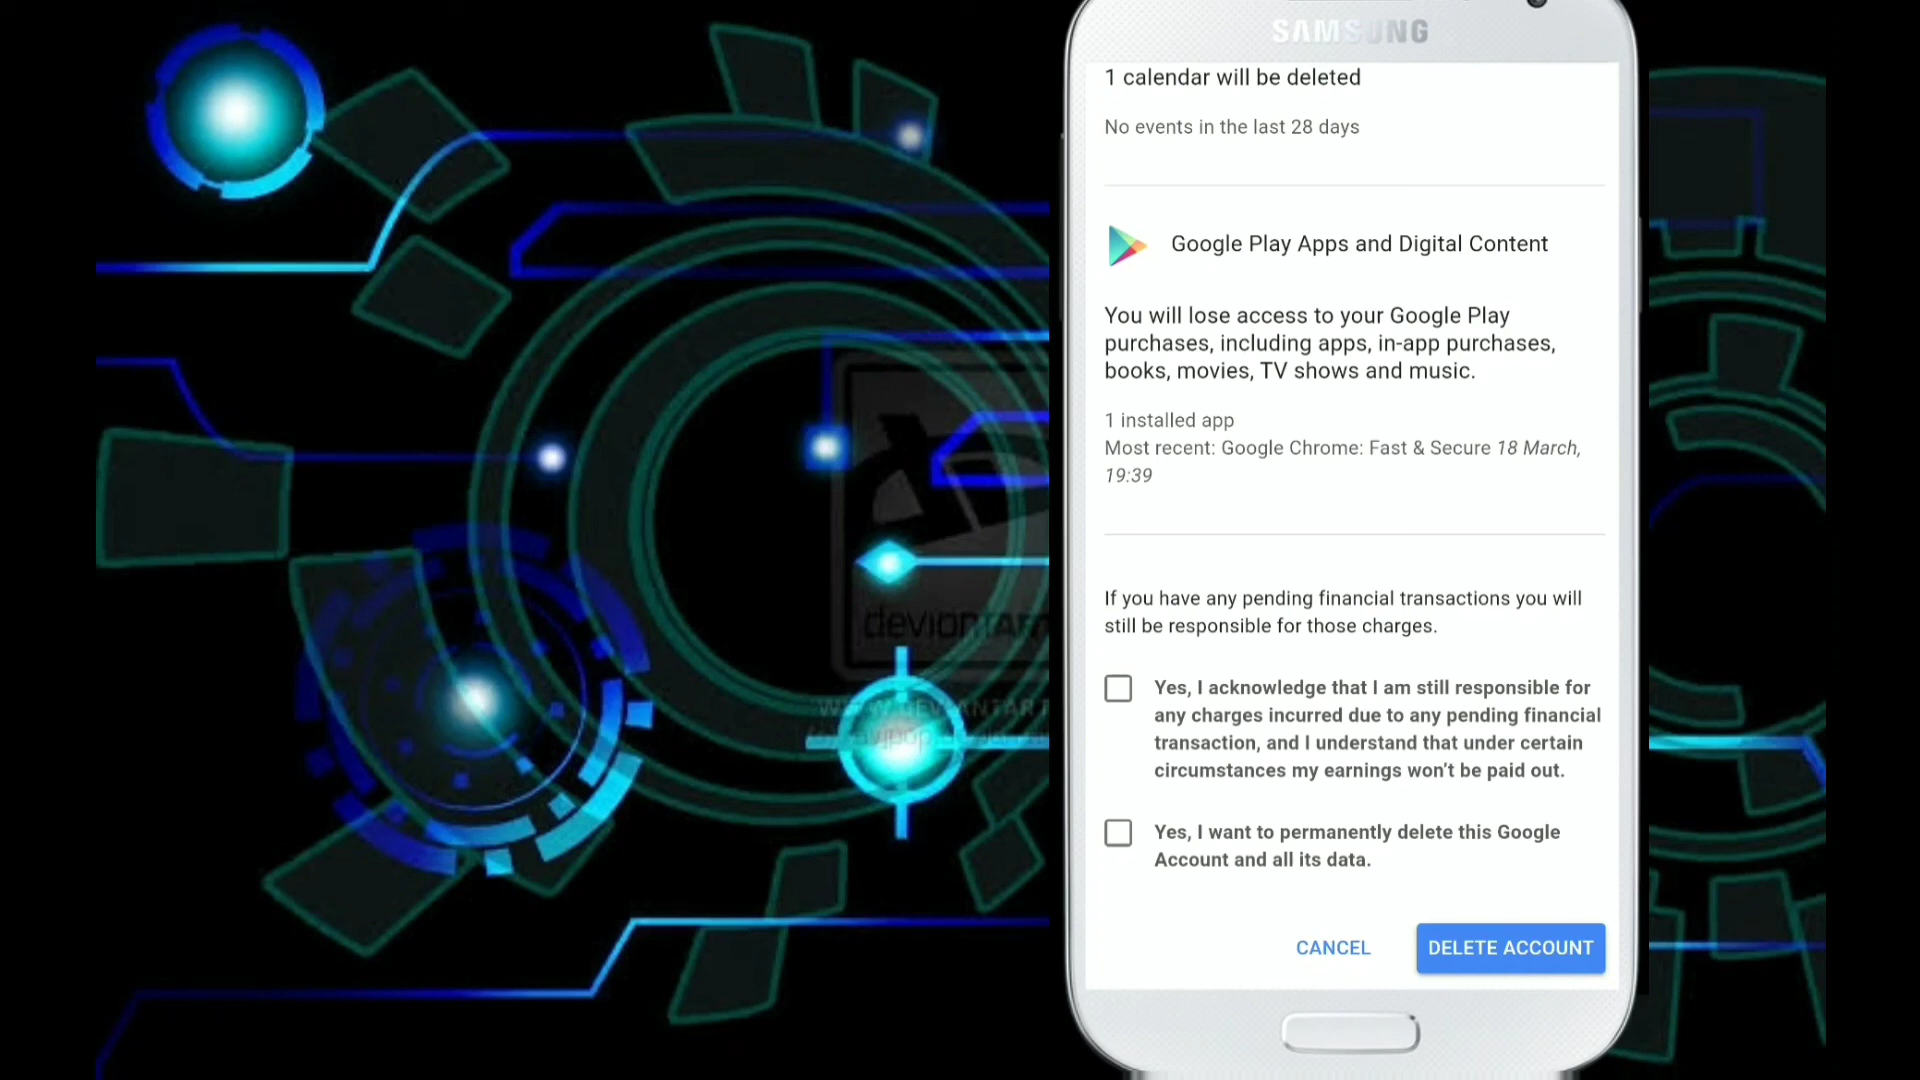 SAMSUNG
1 calendar will be deleted
No events in the last 28 days
Google Play Apps and Digital Content
You will lose access to your Google Play
purchases, including apps, in-app purchases,
books, movies, TV shows and music.
1 installed app
Most recent: Google Chrome: Fast & Secure 18 March,
19:39
If you have any pending financial transactions you will
still be responsible for those charges.
Yes, I acknowledge that I am still responsible for
any charges incurred due to any pending financial
transaction, and I understand that under certain
circumstances my earnings won't be paid out.
Yes, I want to permanently delete this Google
Account and all its data.
CANCEL
DELETE ACCOUNT